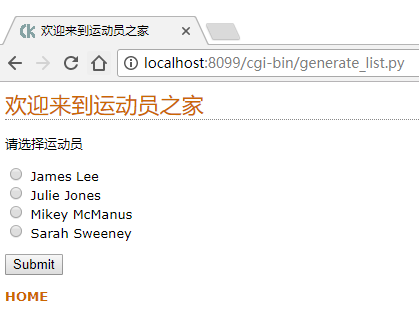 欢迎来到运动员之家
localhost:8099/cgi-bin/generate_list.py
欢迎来到运动员之家
请选择运动员
James Lee
Julie Jones
Mikey McManus
Sarah Sweeney
Submit
HOME